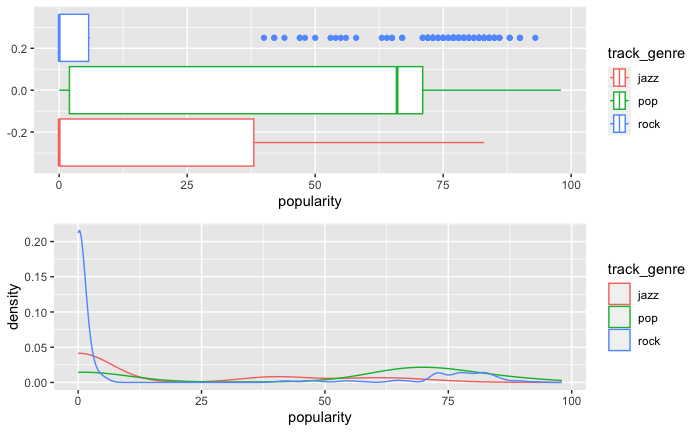 0.2
0.0
-0.2
0
25
50
75
100
popularity
track_genre
jazz
pop
rock
0.20
0.15
0.10
0.05
0.00
density
0
25
50
75
100
popularity
track_genre
jazz
pop
rock